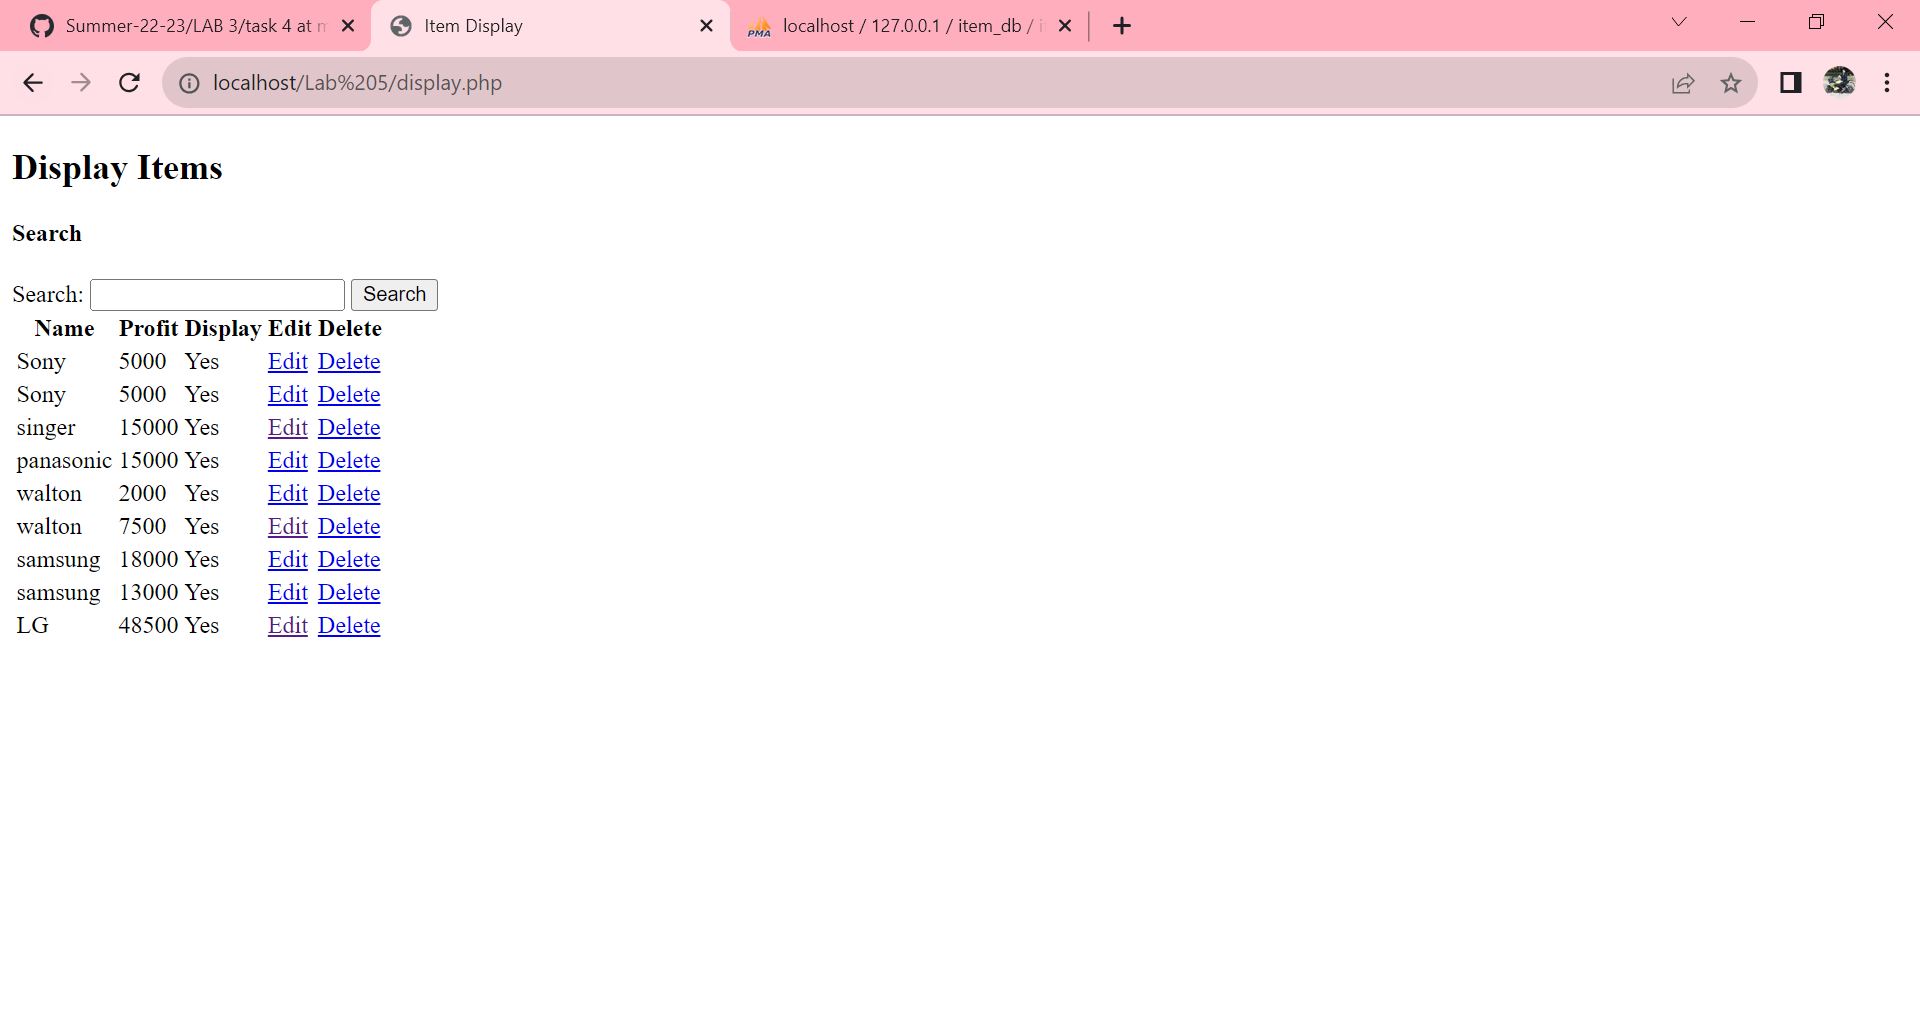 Summer-22-23/LAB 3/task 4 at m
Item Display
localhost / 127.0.0.1 / item_db / i
localhost/Lab%205/display.php
Display Items
Search
Search: Search
Name Profit Display Edit Delete
Sony 5000 Yes Edit Delete
Sony 5000 Yes Edit Delete
singer 15000 Yes Edit Delete
panasonic 15000 Yes Edit Delete
walton 2000 Yes Edit Delete
walton 7500 Yes Edit Delete
samsung 18000 Yes Edit Delete
samsung 13000 Yes Edit Delete
LG 48500 Yes Edit Delete